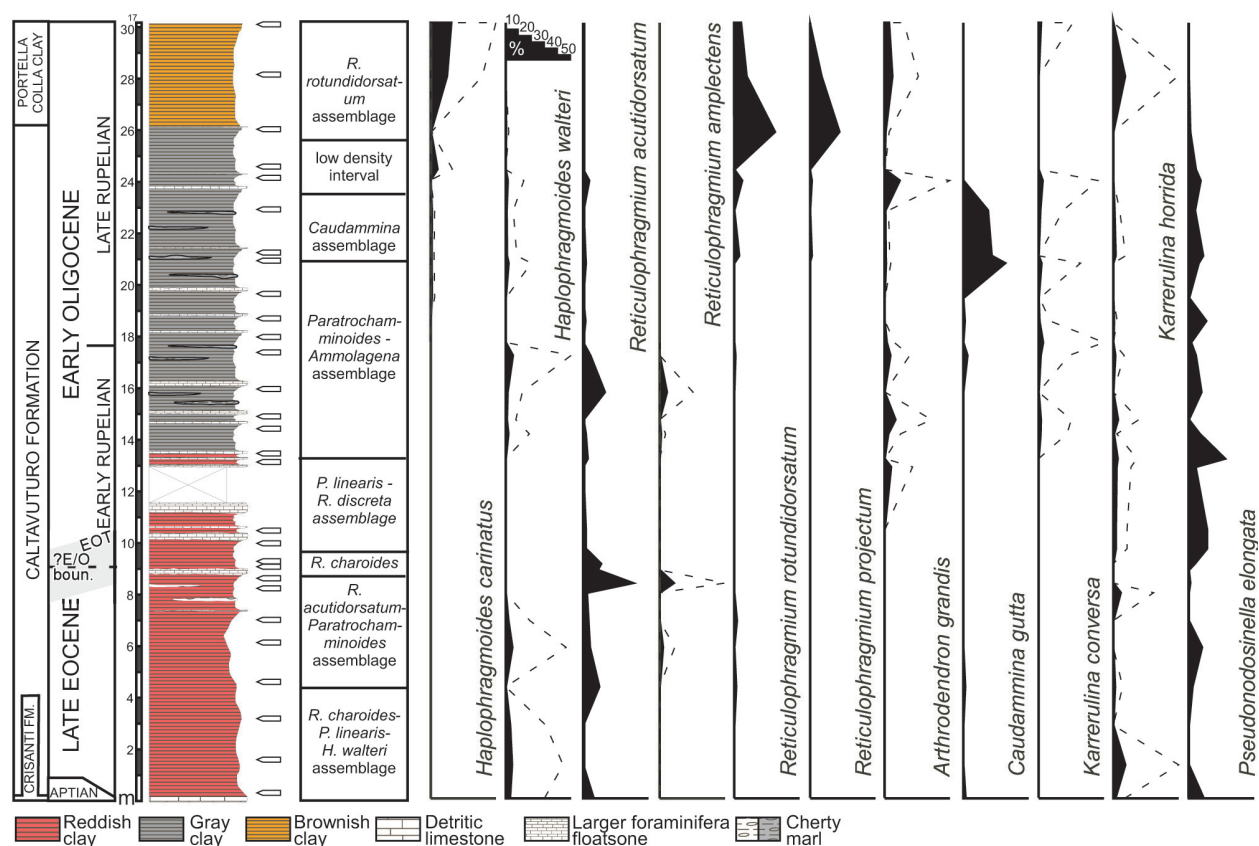 PORTELLA
COLLA CLAY
CALTAVUTURO FORMATION
CRISANTI FM.
EARLY OLIGOCENE
LATE EOCENE
?E/O
boun.
EOT
LATE RUPELIAN
EARLY RUPELIAN
APTIAN
17
30
28
26
24
22
20
18
16
14
12
10
8
6
4
2
m
R.
rotundidorsat-
um
assemblage
low density
interval
Caudammina
assemblage
Paratrocham-
minoides -
Ammolagena
assemblage
P. linearis -
R. discreta
assemblage
R. charoides
R.
acutidorsatum-
Paratrocham-
minoides
assemblage
R. charoides-
P. linearis-
H. walteri
assemblage
10
20
30
40
50
%
Haplophragmoides carinatus
Haplophragmoides walteri
Reticulophragmium acutidorsatum
Reticulophragmium amplectens
Reticulophragmium rotundidorsatum
Reticulophragmium projectum
Arthrodendron grandis
Caudammina gutta
Karrerulina conversa
Karrerulina horrida
Pseudonodosinella elongata
Reddish
clay
Gray
clay
Brownish
clay
Detritic
limestone
Larger foraminifera
floatsone
Cherty
marl